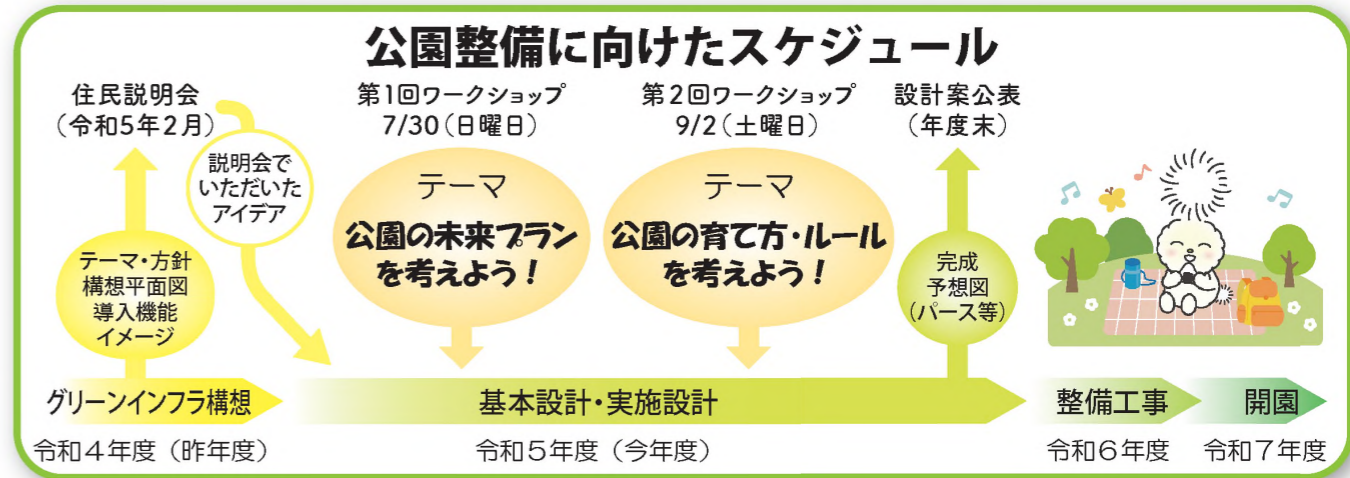 公園整備に向けたスケジュール
住民説明会
（令和5年2月）
説明会で
いただいた
アイデア
テーマ・方針
構想平面図
導入機能
イメージ
第1回ワークショップ
7/30（日曜日）
テーマ
公園の未来プラン
を考えよう！
第2回ワークショップ
9/2（土曜日）
テーマ
公園の育て方・ルール
を考えよう！
設計案公表
（年度末）
完成
予想図
（パース等）
グリーンインフラ構想
基本設計・実施設計
整備工事
開園
令和4年度（昨年度）
令和5年度（今年度）
令和6年度
令和7年度